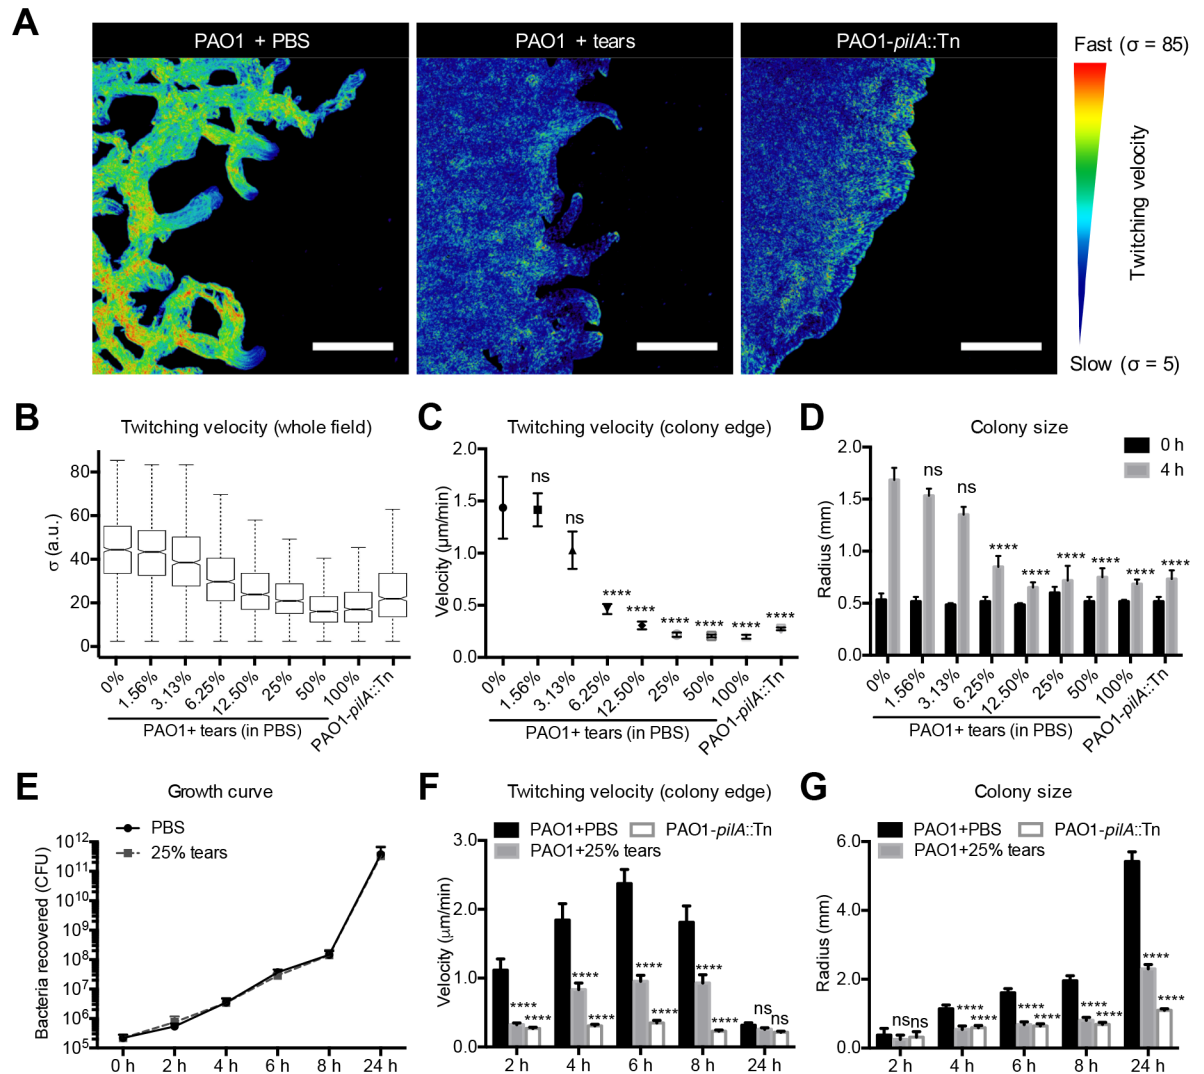 A
PAO1 + PBS
PAO1 + tears
PAO1-pilA::Tn
Fast (σ = 85)
Twitching velocity
Slow (σ = 5)
B
Twitching velocity (whole field)
σ (a.u.)
80
60
40
20
0
0%
1.56%
3.13%
6.25%
12.50%
25%
50%
100%
PAO1-pilA::Tn
PAO1+ tears (in PBS)
C
Twitching velocity (colony edge)
Velocity (μm/min)
2.0
1.5
1.0
0.5
0.0
ns
ns
****
****
****
****
****
****
0%
1.56%
3.13%
6.25%
12.50%
25%
50%
100%
PAO1-pilA::Tn
PAO1+ tears (in PBS)
D
Colony size
0 h
4 h
Radius (mm)
2.0
1.5
1.0
0.5
0.0
ns
ns
****
****
****
****
****
****
0%
1.56%
3.13%
6.25%
12.50%
25%
50%
100%
PAO1-pilA::Tn
PAO1+ tears (in PBS)
E
Growth curve
PBS
25% tears
Bacteria recovered (CFU)
10¹²
10¹¹
10¹⁰
10⁹
10⁸
10⁷
10⁶
10⁵
0 h
2 h
4 h
6 h
8 h
24 h
F
Twitching velocity (colony edge)
PAO1+PBS
PAO1-pilA::Tn
PAO1+25% tears
Velocity (μm/min)
3.0
2.0
1.0
0.0
****
****
****
****
****
****
****
****
ns
ns
2 h
4 h
6 h
8 h
24 h
G
Colony size
PAO1+PBS
PAO1-pilA::Tn
PAO1+25% tears
Radius (mm)
6.0
4.0
2.0
0.0
ns
ns
****
****
****
****
****
****
****
****
2 h
4 h
6 h
8 h
24 h